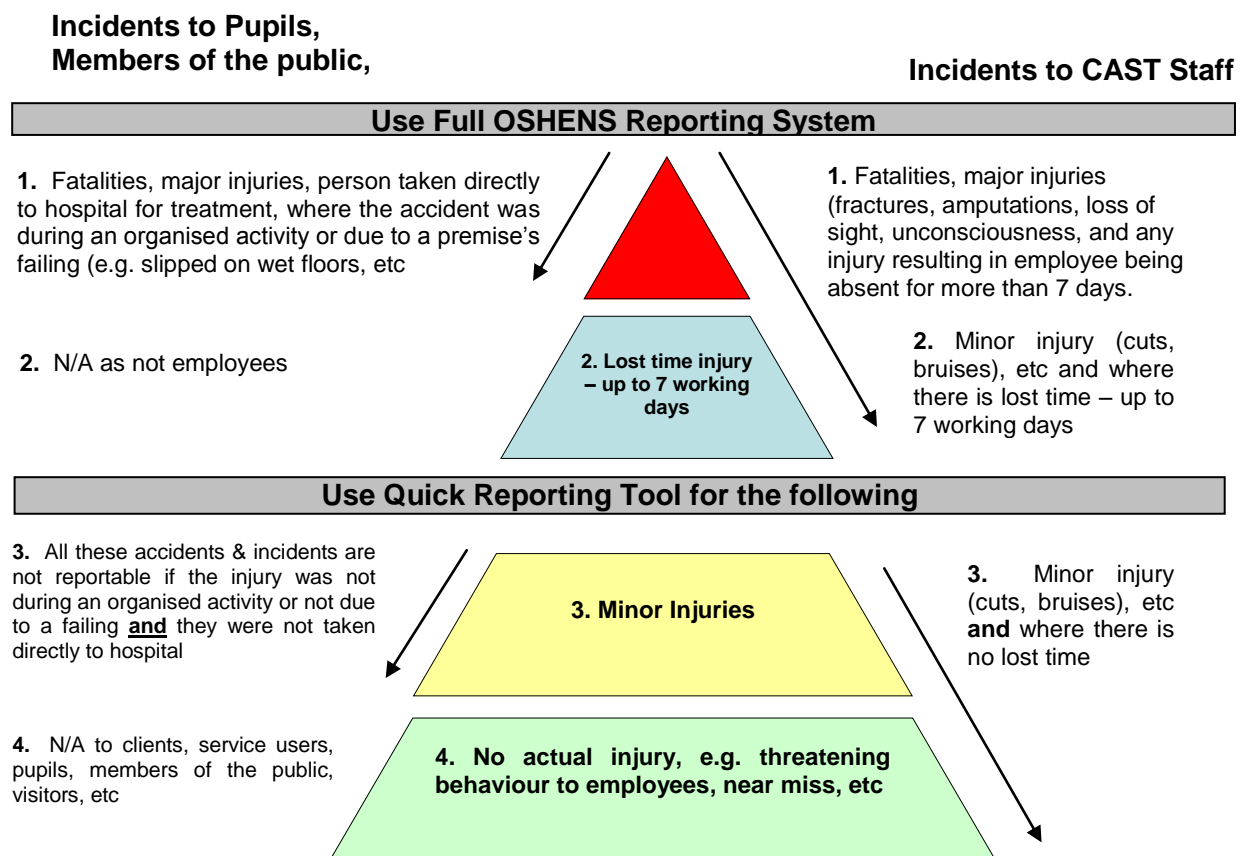 Incidents to Pupils,
Members of the public,
Incidents to CAST Staff
Use Full OSHENS Reporting System
1. Fatalities, major injuries, person taken directly
to hospital for treatment, where the accident was
during an organised activity or due to a premise’s
failing (e.g. slipped on wet floors, etc
1. Fatalities, major injuries
(fractures, amputations, loss of
sight, unconsciousness, and any
injury resulting in employee being
absent for more than 7 days.
2. N/A as not employees
2. Lost time injury
– up to 7 working
days
2. Minor injury (cuts,
bruises), etc and where
there is lost time – up to
7 working days
Use Quick Reporting Tool for the following
3. All these accidents & incidents are
not reportable if the injury was not
during an organised activity or not due
to a failing and they were not taken
directly to hospital
3. Minor Injuries
3. Minor injury
(cuts, bruises), etc
and where there is
no lost time
4. N/A to clients, service users,
pupils, members of the public,
visitors, etc
4. No actual injury, e.g. threatening
behaviour to employees, near miss, etc